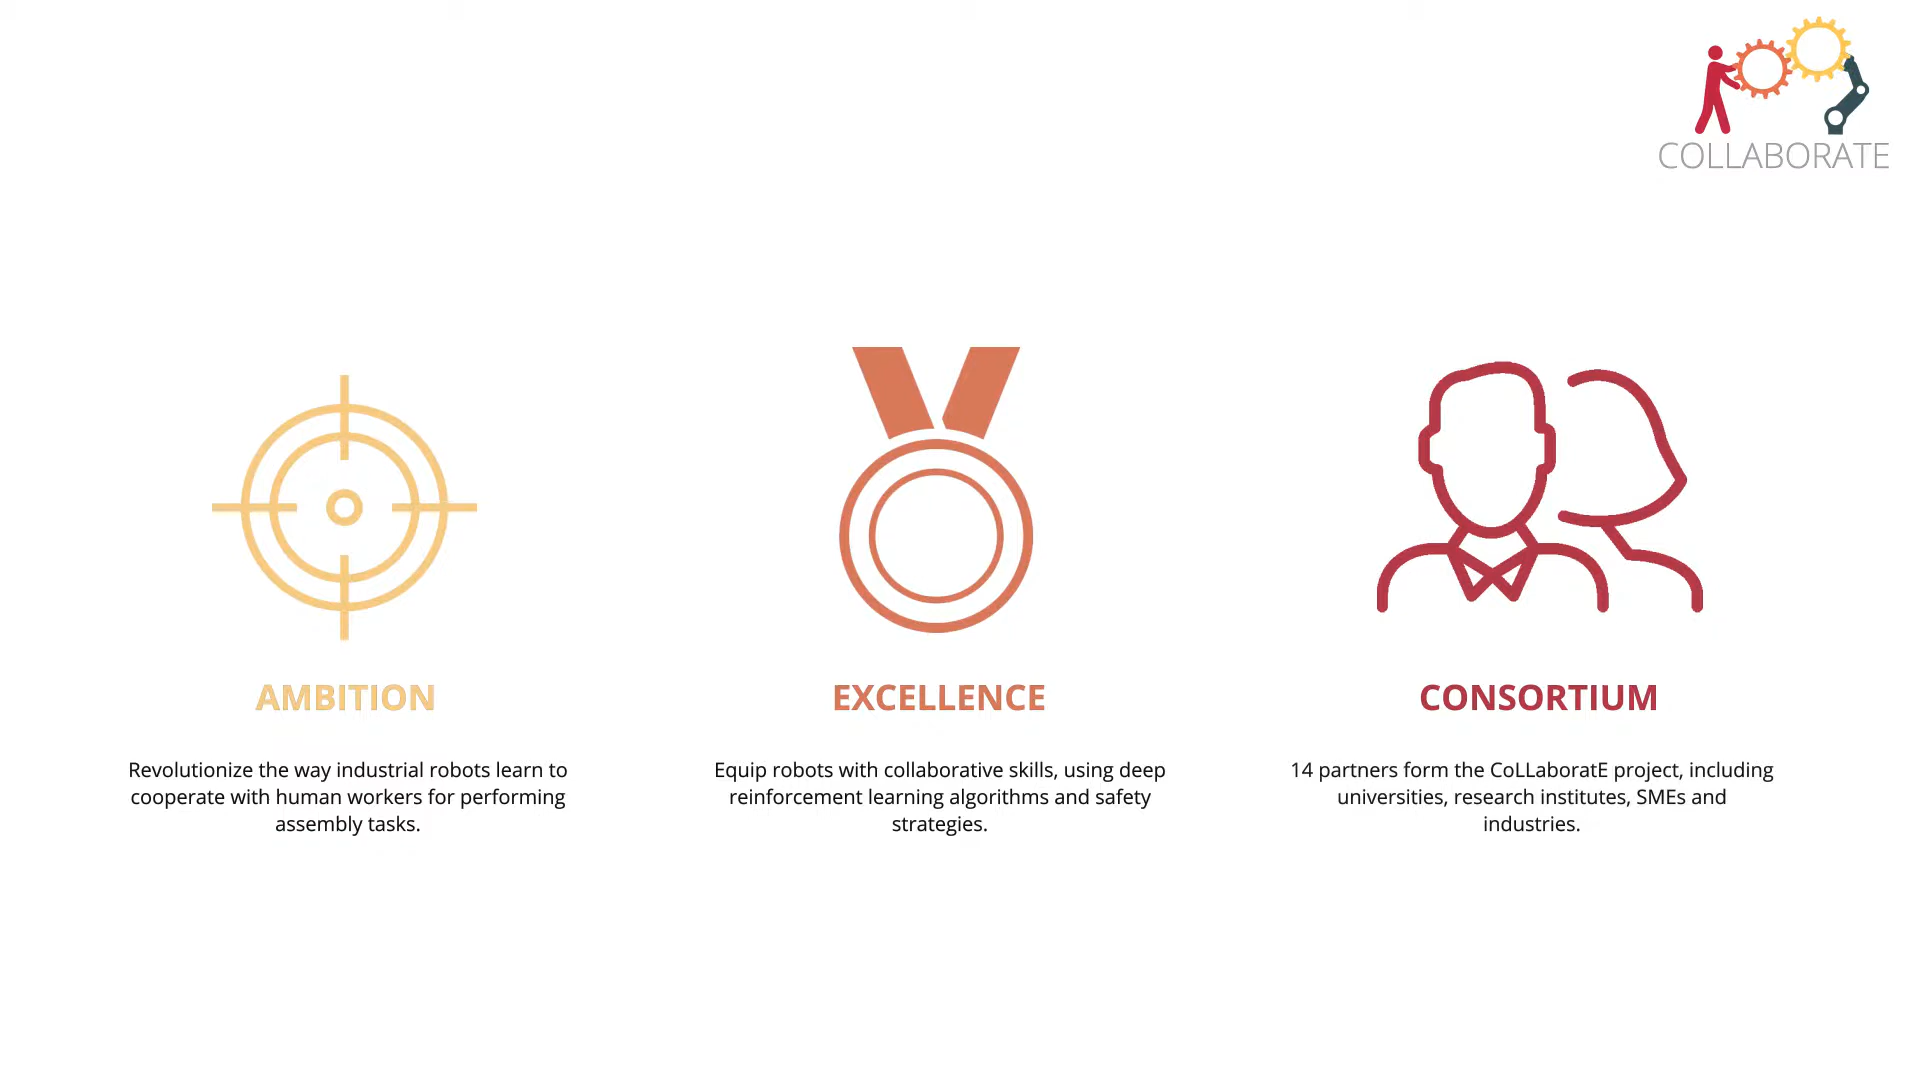 COLLABORATE
AMBITION
Revolutionize the way industrial robots learn to
cooperate with human workers for performing
assembly tasks.
EXCELLENCE
Equip robots with collaborative skills, using deep
reinforcement learning algorithms and safety
strategies.
CONSORTIUM
14 partners form the CoLLaboratE project, including
universities, research institutes, SMEs and
industries.